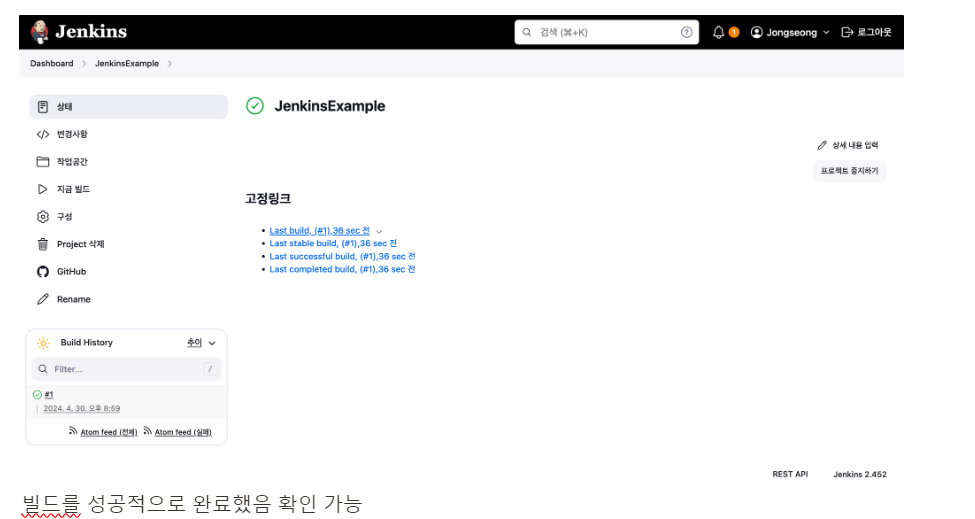 Jenkins
검색 (⌘+K)
1
Jongseong
로그아웃
Dashboard > JenkinsExample >
상태
변경사항
작업공간
지금 빌드
구성
Project 삭제
GitHub
Rename
JenkinsExample
상세 내용 입력
프로젝트 중지하기
고정링크
Last build, (#1),36 sec 전
Last stable build, (#1),36 sec 전
Last successful build, (#1),36 sec 전
Last completed build, (#1),36 sec 전
Build History
추이
Filter...
/
#1
2024. 4. 30. 오후 8:59
Atom feed (전체)
Atom feed (실패)
REST API
Jenkins 2.452
빌드를 성공적으로 완료했음 확인 가능